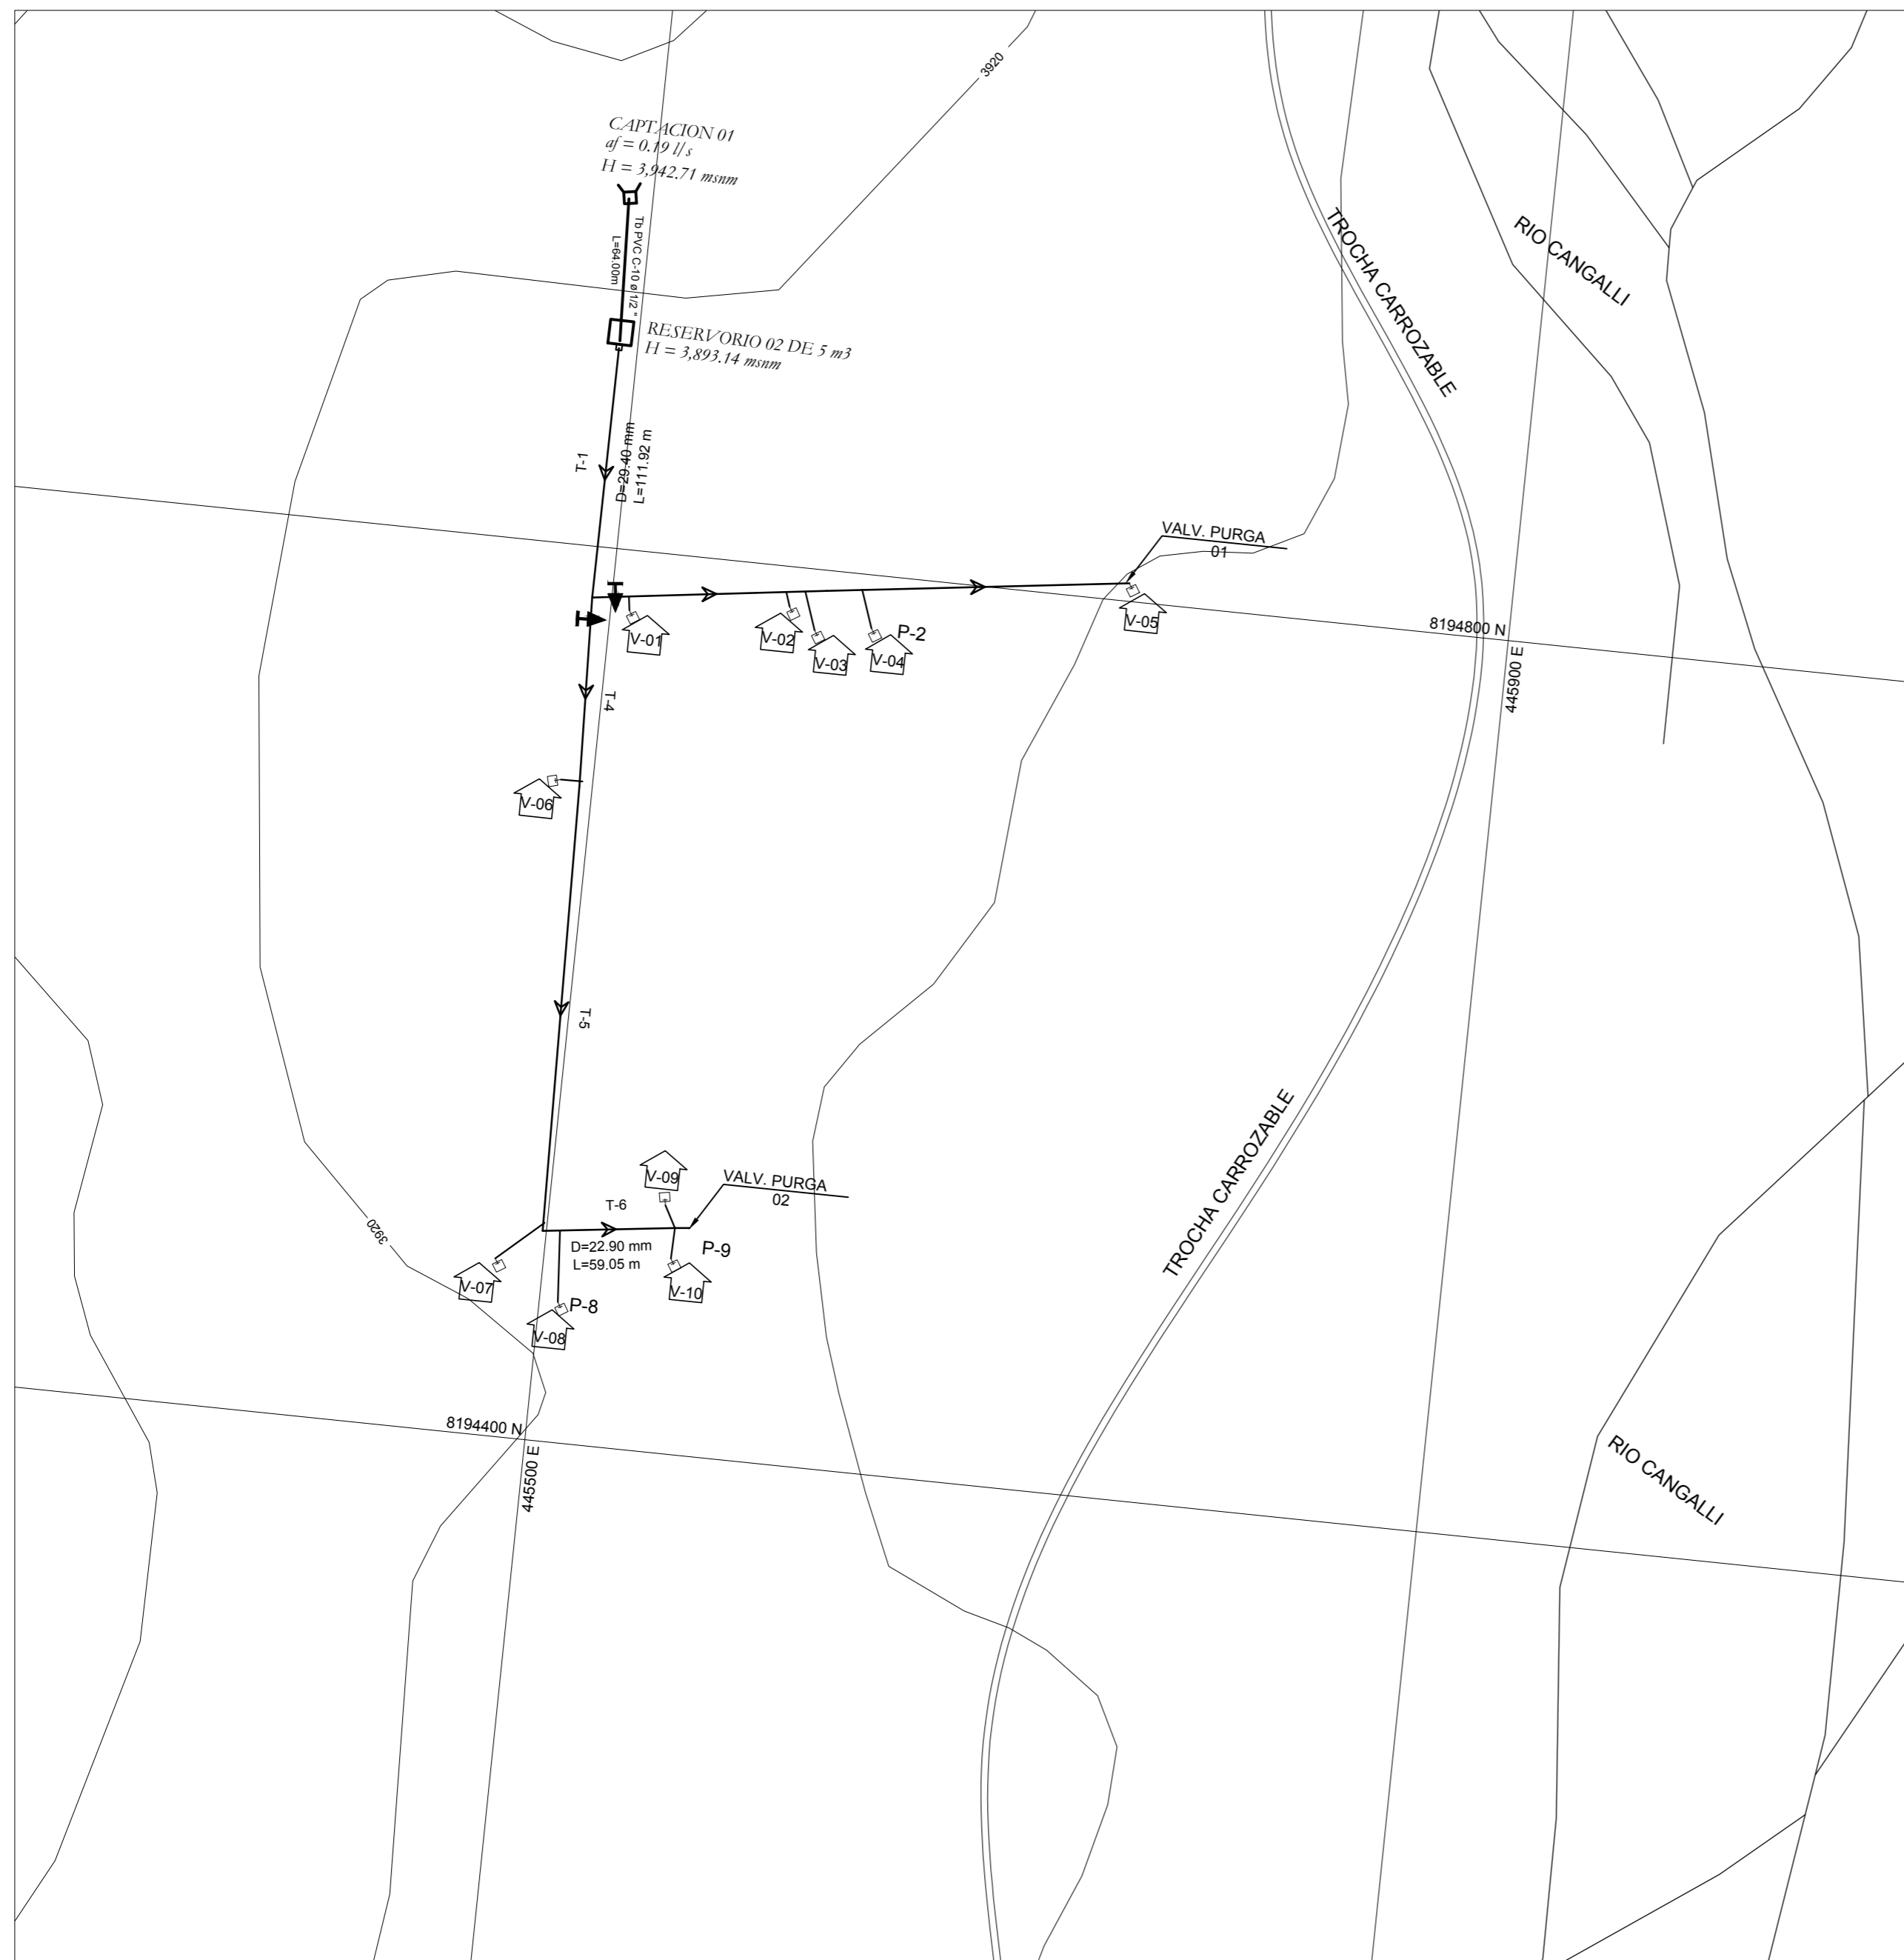 3920
CAPTACION 01
af = 0.19 l/s
H = 3,942.71 msnm
Tb PVC C-10 ø 1/2 "
L=64.00m
RESERVORIO 02 DE 5 m3
H = 3,893.14 msnm
TROCHA CARROZABLE
RIO CANGALLI
T-1
D=29.40 mm
L=111.92 m
VALV. PURGA
01
V-01
V-02
V-03
V-04
P-2
V-05
8194800 N
445900 E
T-4
V-06
T-5
V-09
VALV. PURGA
02
T-6
D=22.90 mm
L=59.05 m
P-9
V-07
V-10
P-8
V-08
3920
TROCHA CARROZABLE
8194400 N
445500 E
RIO CANGALLI